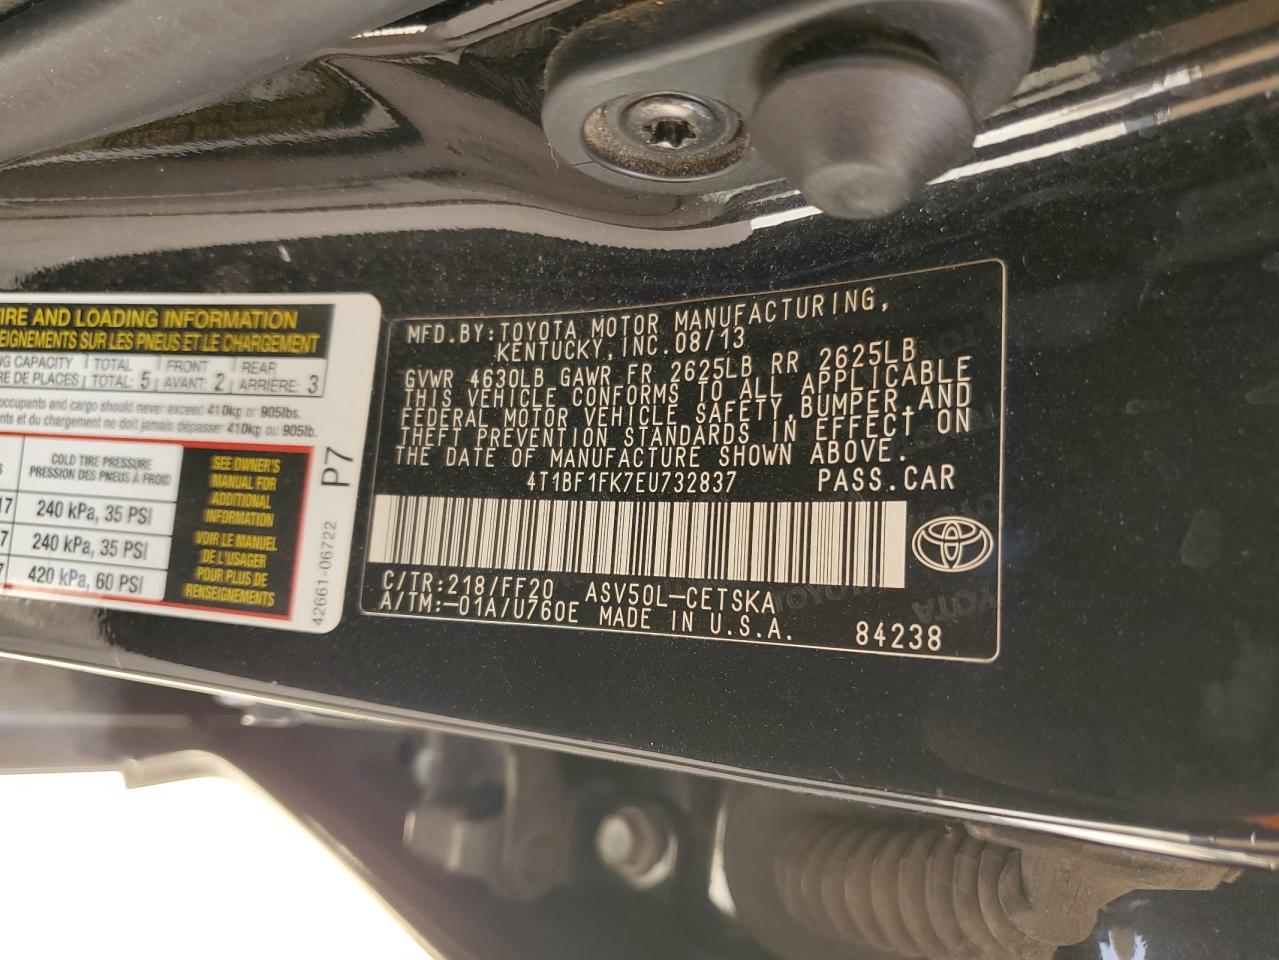 TIRE AND LOADING INFORMATION
RENSEIGNEMENTS SUR LES PNEUS ET LE CHARGEMENT
CAPACITY TOTAL FRONT REAR
DE PLACES TOTAL: 5 AVANT: 2 ARRIÈRE: 3
occupants and cargo should never exceed 410kg or 905lbs.
et du chargement ne doit jamais dépasser 410kg ou 905lb.
COLD TIRE PRESSURE
PRESSION DES PNEUS À FROID
240 kPa, 35 PSI
240 kPa, 35 PSI
420 kPa, 60 PSI
SEE OWNER'S
MANUAL FOR
ADDITIONAL
INFORMATION
VOIR LE MANUEL
DE L'USAGER
POUR PLUS DE
RENSEIGNEMENTS
P7
42661-06722
MFD.BY:TOYOTA MOTOR MANUFACTURING,
KENTUCKY,INC.08/13
GVWR 4630LB GAWR FR 2625LB RR 2625LB
THIS VEHICLE CONFORMS TO ALL APPLICABLE
FEDERAL MOTOR VEHICLE SAFETY,BUMPER,AND
THEFT PREVENTION STANDARDS IN EFFECT ON
THE DATE OF MANUFACTURE SHOWN ABOVE.
4T1BF1FK7EU732837 PASS.CAR
C/TR:218/FF20 ASV50L-CETSKA
A/TM:-01A/U760E MADE IN U.S.A. 84238